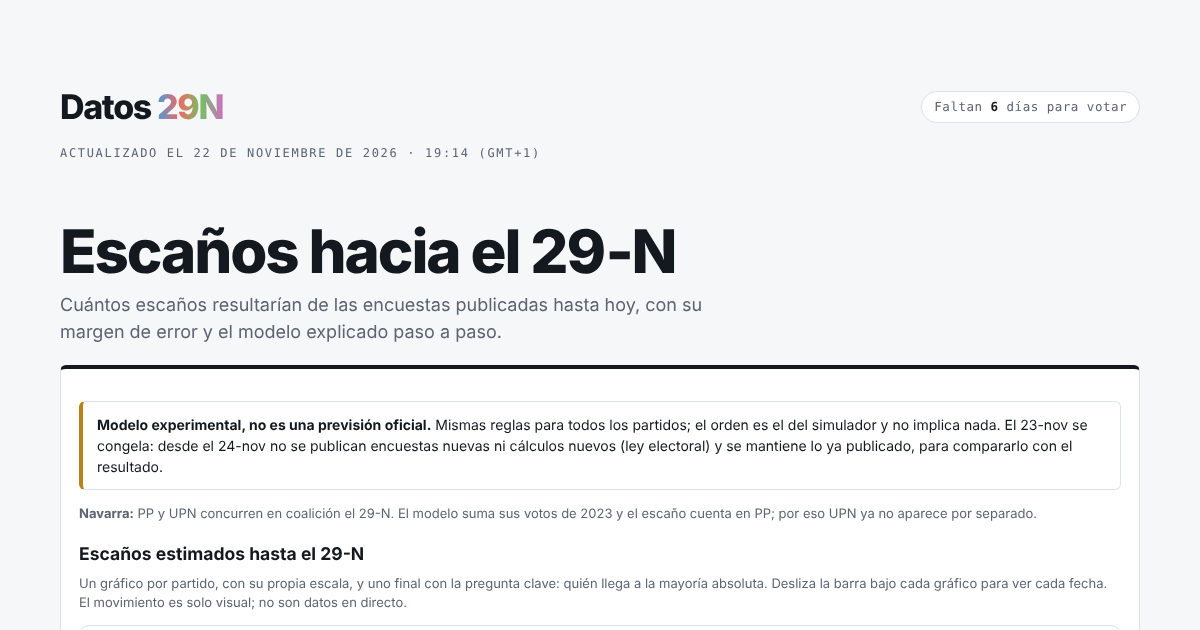 Datos 29N
Faltan 6 días para votar
ACTUALIZADO EL 22 DE NOVIEMBRE DE 2026 · 19:14 (GMT+1)
Escaños hacia el 29-N
Cuántos escaños resultarían de las encuestas publicadas hasta hoy, con su
margen de error y el modelo explicado paso a paso.
Modelo experimental, no es una previsión oficial. Mismas reglas para todos los partidos; el orden es el del simulador y no implica nada. El 23-nov se
congela: desde el 24-nov no se publican encuestas nuevas ni cálculos nuevos (ley electoral) y se mantiene lo ya publicado, para compararlo con el
resultado.
Navarra: PP y UPN concurren en coalición el 29-N. El modelo suma sus votos de 2023 y el escaño cuenta en PP; por eso UPN ya no aparece por separado.
Escaños estimados hasta el 29-N
Un gráfico por partido, con su propia escala, y uno final con la pregunta clave: quién llega a la mayoría absoluta. Desliza la barra bajo cada gráfico para ver cada fecha.
El movimiento es solo visual; no son datos en directo.